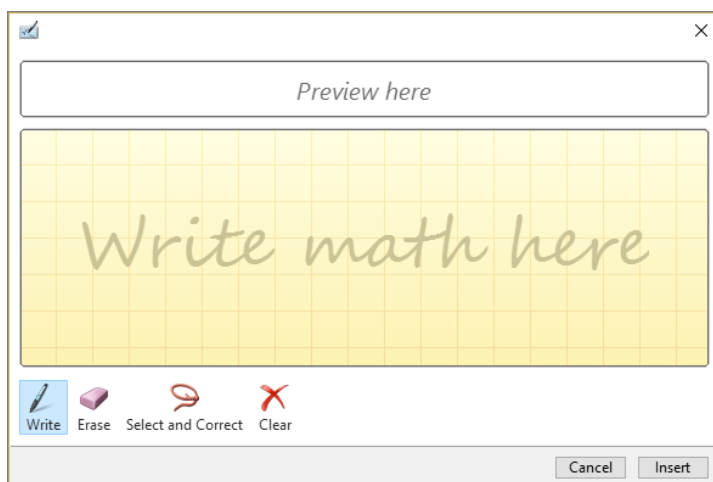 Preview here
Write math here
Write Erase Select and Correct Clear
Cancel Insert